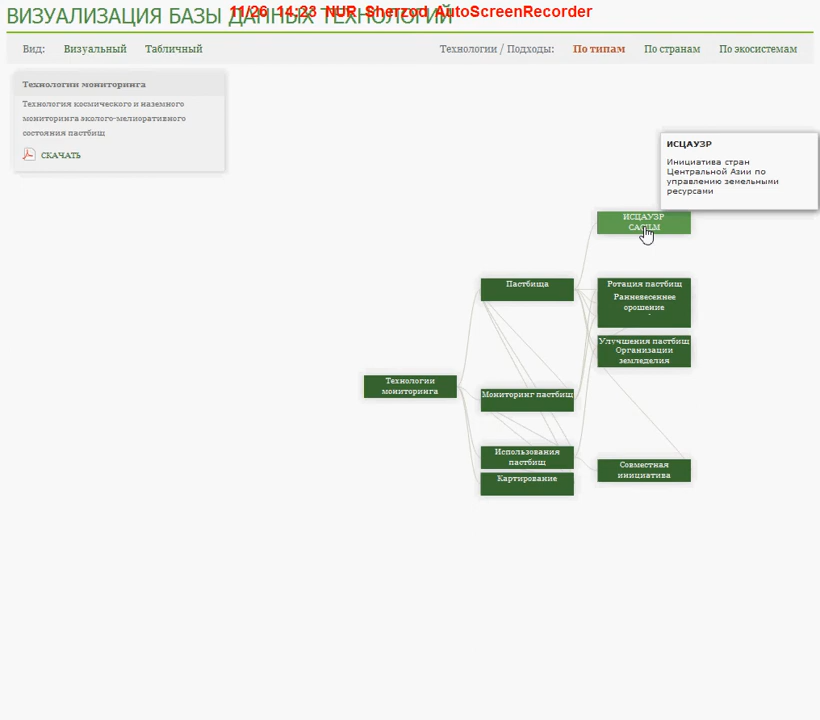 ВИЗУАЛИЗАЦИЯ БАЗЫ ДАННЫХ ТЕХНОЛОГИЙ
11/26 14:23 NUR Sherzod AutoScreenRecorder
Вид: Визуальный Табличный Технологии / Подходы: По типам По странам По экосистемам
Технологии мониторинга
Технология космического и наземного
мониторинга эколого-мелиоративного
состояния пастбищ
СКАЧАТЬ
ИСЦАУЗР
Инициатива стран
Центральной Азии по
управлению земельными
ресурсами
ИСЦАУЗР
CACILM
Пастбища
Ротация пастбищ
Ранневесеннее
орошение
Улучшения пастбищ
Организации
земледелия
Технологии
мониторинга
Мониторинг пастбищ
Использования
пастбищ
Картирование
Совместная
инициатива